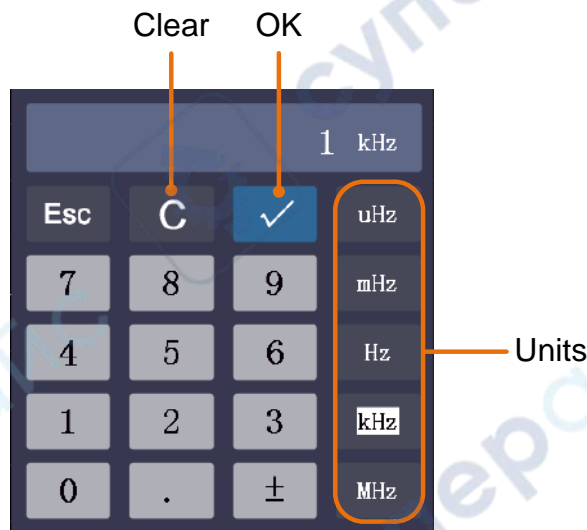 Clear OK
1 kHz
Esc C ✓ uHz
7 8 9 mHz
4 5 6 Hz
Units
1 2 3 kHz
0 . ± MHz